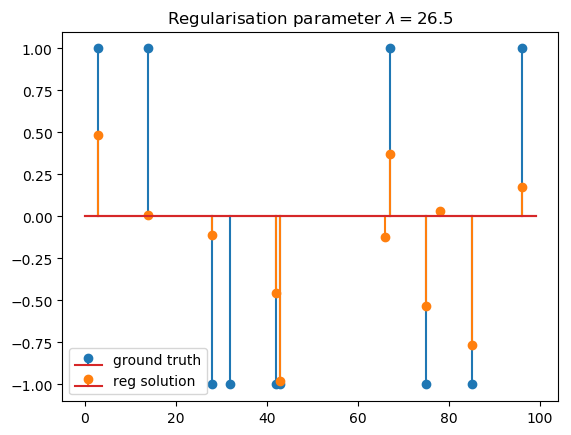 Regularisation parameter λ = 26.5
1.00
0.75
0.50
0.25
0.00
−0.25
−0.50
−0.75
−1.00
ground truth
reg solution
0 20 40 60 80 100